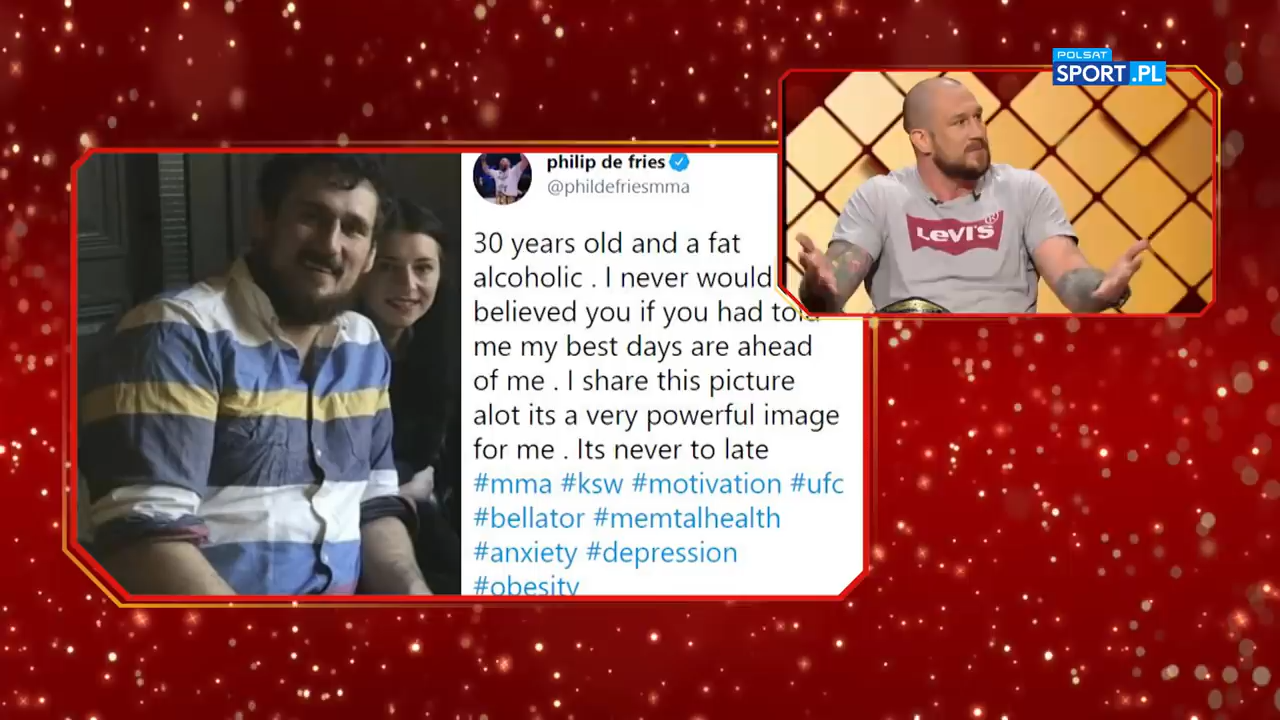 POLSAT
SPORT.PL
LEVI'S
philip de fries
@phildefriesmma
30 years old and a fat
alcoholic . I never would
believed you if you had told
me my best days are ahead
of me . I share this picture
alot its a very powerful image
for me . Its never to late
#mma #ksw #motivation #ufc
#bellator #memtalhealth
#anxiety #depression
#obesity